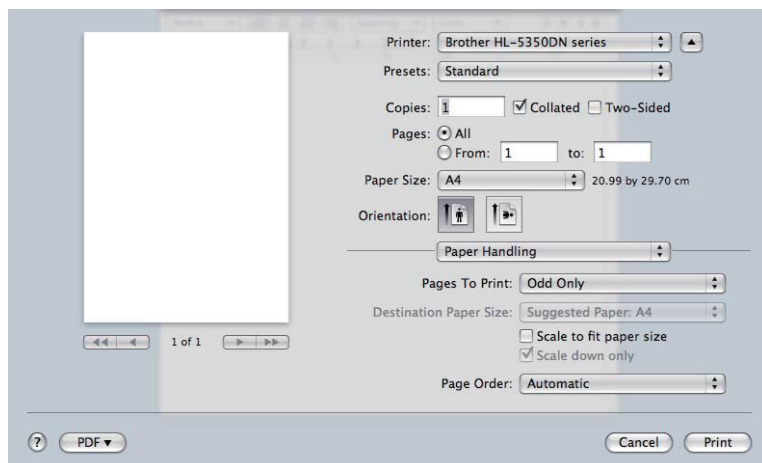 Printer: Brother HL-5350DN series
Presets: Standard
Copies: 1 Collated Two-Sided
Pages: All
From: 1 to: 1
Paper Size: A4 20.99 by 29.70 cm
Orientation:
Paper Handling
Pages To Print: Odd Only
Destination Paper Size: Suggested Paper: A4
Scale to fit paper size
1 of 1
Scale down only
Page Order: Automatic
? PDF Cancel Print